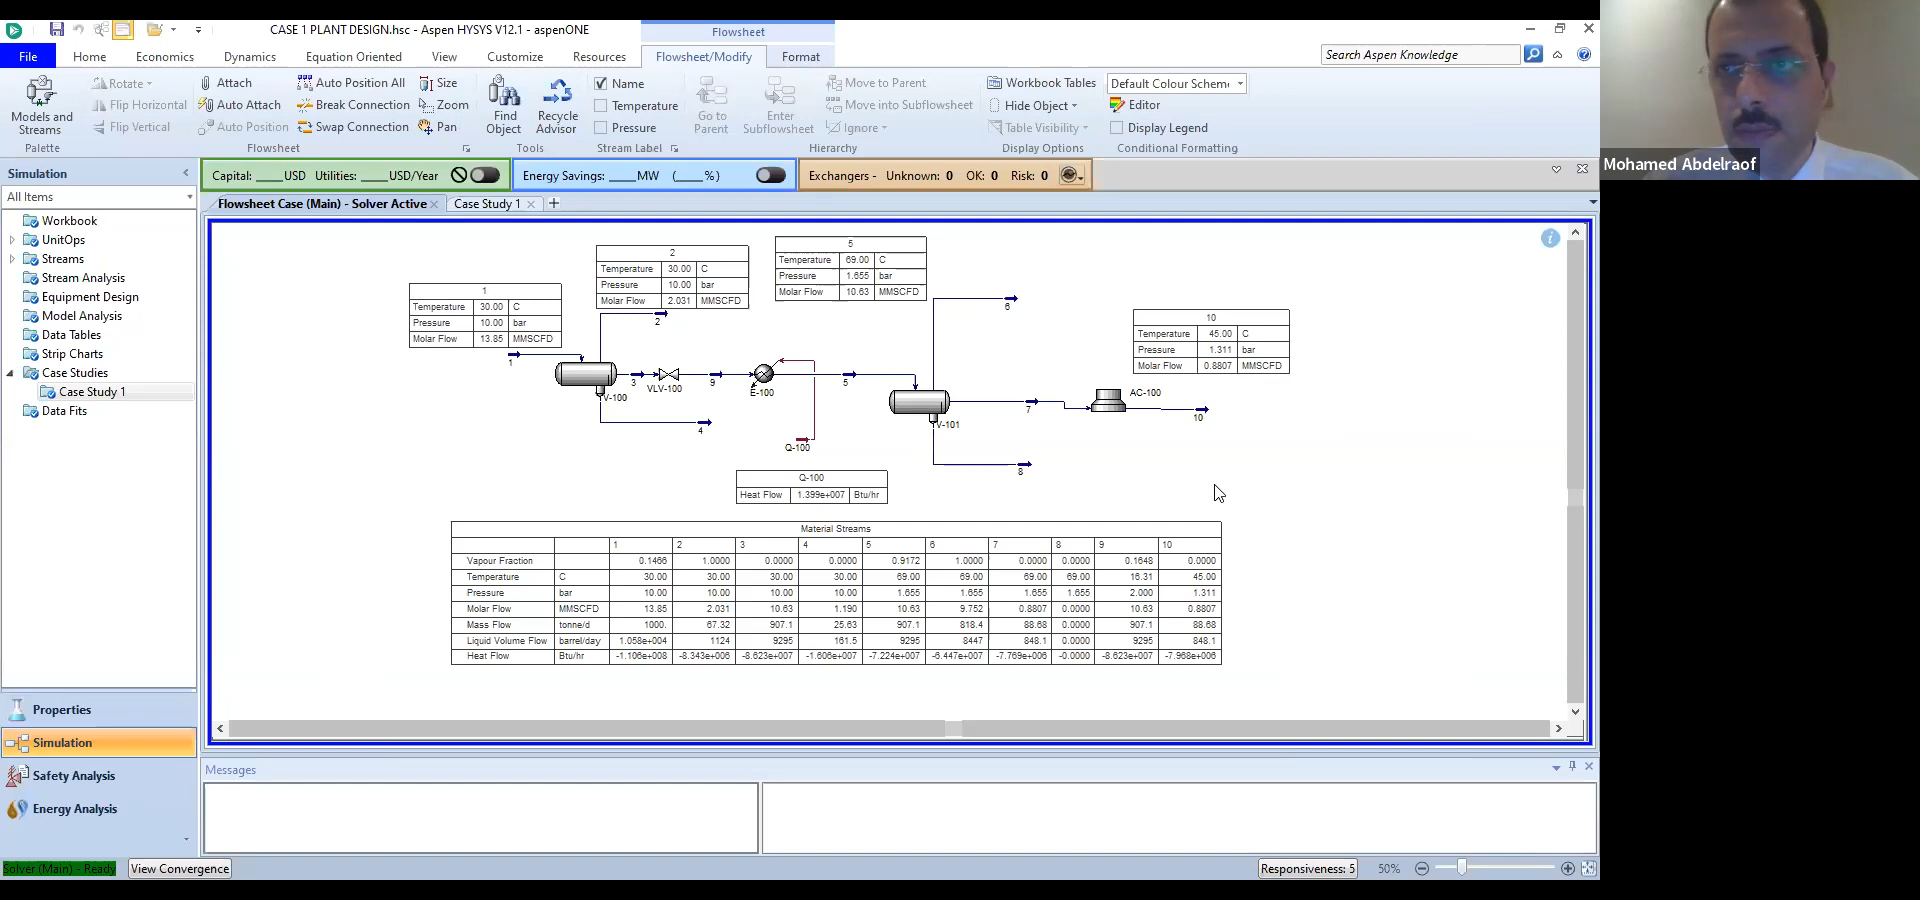 CASE 1 PLANT DESIGN.hsc - Aspen HYSYS V12.1 - aspenONE
Flowsheet
File Home Economics Dynamics Equation Oriented View Customize Resources Flowsheet/Modify Format
Search Aspen Knowledge
Models and Streams
Rotate
Flip Horizontal
Flip Vertical
Attach
Auto Attach
Auto Position
Auto Position All
Break Connection
Swap Connection
Size
Zoom
Pan
Find Object
Recycle Advisor
Name
Temperature
Pressure
Go to Parent
Enter Subflowsheet
Move to Parent
Move into Subflowsheet
Ignore
Workbook Tables
Hide Object
Table Visibility
Default Colour Scheme
Editor
Display Legend
Palette Flowsheet Tools Stream Label Hierarchy Display Options Conditional Formatting
Mohamed Abdelraof
Simulation
Capital: ____USD Utilities: ____USD/Year
Energy Savings: ____MW (____%)
Exchangers - Unknown: 0 OK: 0 Risk: 0
All Items
Flowsheet Case (Main) - Solver Active Case Study 1
Workbook
UnitOps
Streams
Stream Analysis
Equipment Design
Model Analysis
Data Tables
Strip Charts
Case Studies
Case Study 1
Data Fits
Properties
Simulation
Safety Analysis
Energy Analysis
1
Temperature 30.00 C
Pressure 10.00 bar
Molar Flow 13.85 MMSCFD
2
Temperature 30.00 C
Pressure 10.00 bar
Molar Flow 2.031 MMSCFD
5
Temperature 69.00 C
Pressure 1.655 bar
Molar Flow 10.63 MMSCFD
10
Temperature 45.00 C
Pressure 1.311 bar
Molar Flow 0.8807 MMSCFD
1
2
V-100
3
VLV-100
9
E-100
5
4
Q-100
6
V-101
7
8
AC-100
10
Q-100
Heat Flow 1.399e+007 Btu/hr
Material Streams
1 2 3 4 5 6 7 8 9 10
Vapour Fraction 0.1466 1.0000 0.0000 0.0000 0.9172 1.0000 0.0000 0.0000 0.1648 0.0000
Temperature C 30.00 30.00 30.00 30.00 69.00 69.00 69.00 69.00 16.31 45.00
Pressure bar 10.00 10.00 10.00 10.00 1.655 1.655 1.655 1.655 2.000 1.311
Molar Flow MMSCFD 13.85 2.031 10.63 1.190 10.63 9.752 0.8807 0.0000 10.63 0.8807
Mass Flow tonne/d 1000. 67.32 907.1 25.63 907.1 818.4 88.68 0.0000 907.1 88.68
Liquid Volume Flow barrel/day 1.058e+004 1124 9295 161.5 9295 8447 848.1 0.0000 9295 848.1
Heat Flow Btu/hr -1.106e+008 -8.343e+006 -8.623e+007 -1.606e+007 -7.224e+007 -6.447e+007 -7.769e+006 -0.0000 -8.623e+007 -7.968e+006
Messages
Solver (Main) - Ready
View Convergence
Responsiveness: 5
50%